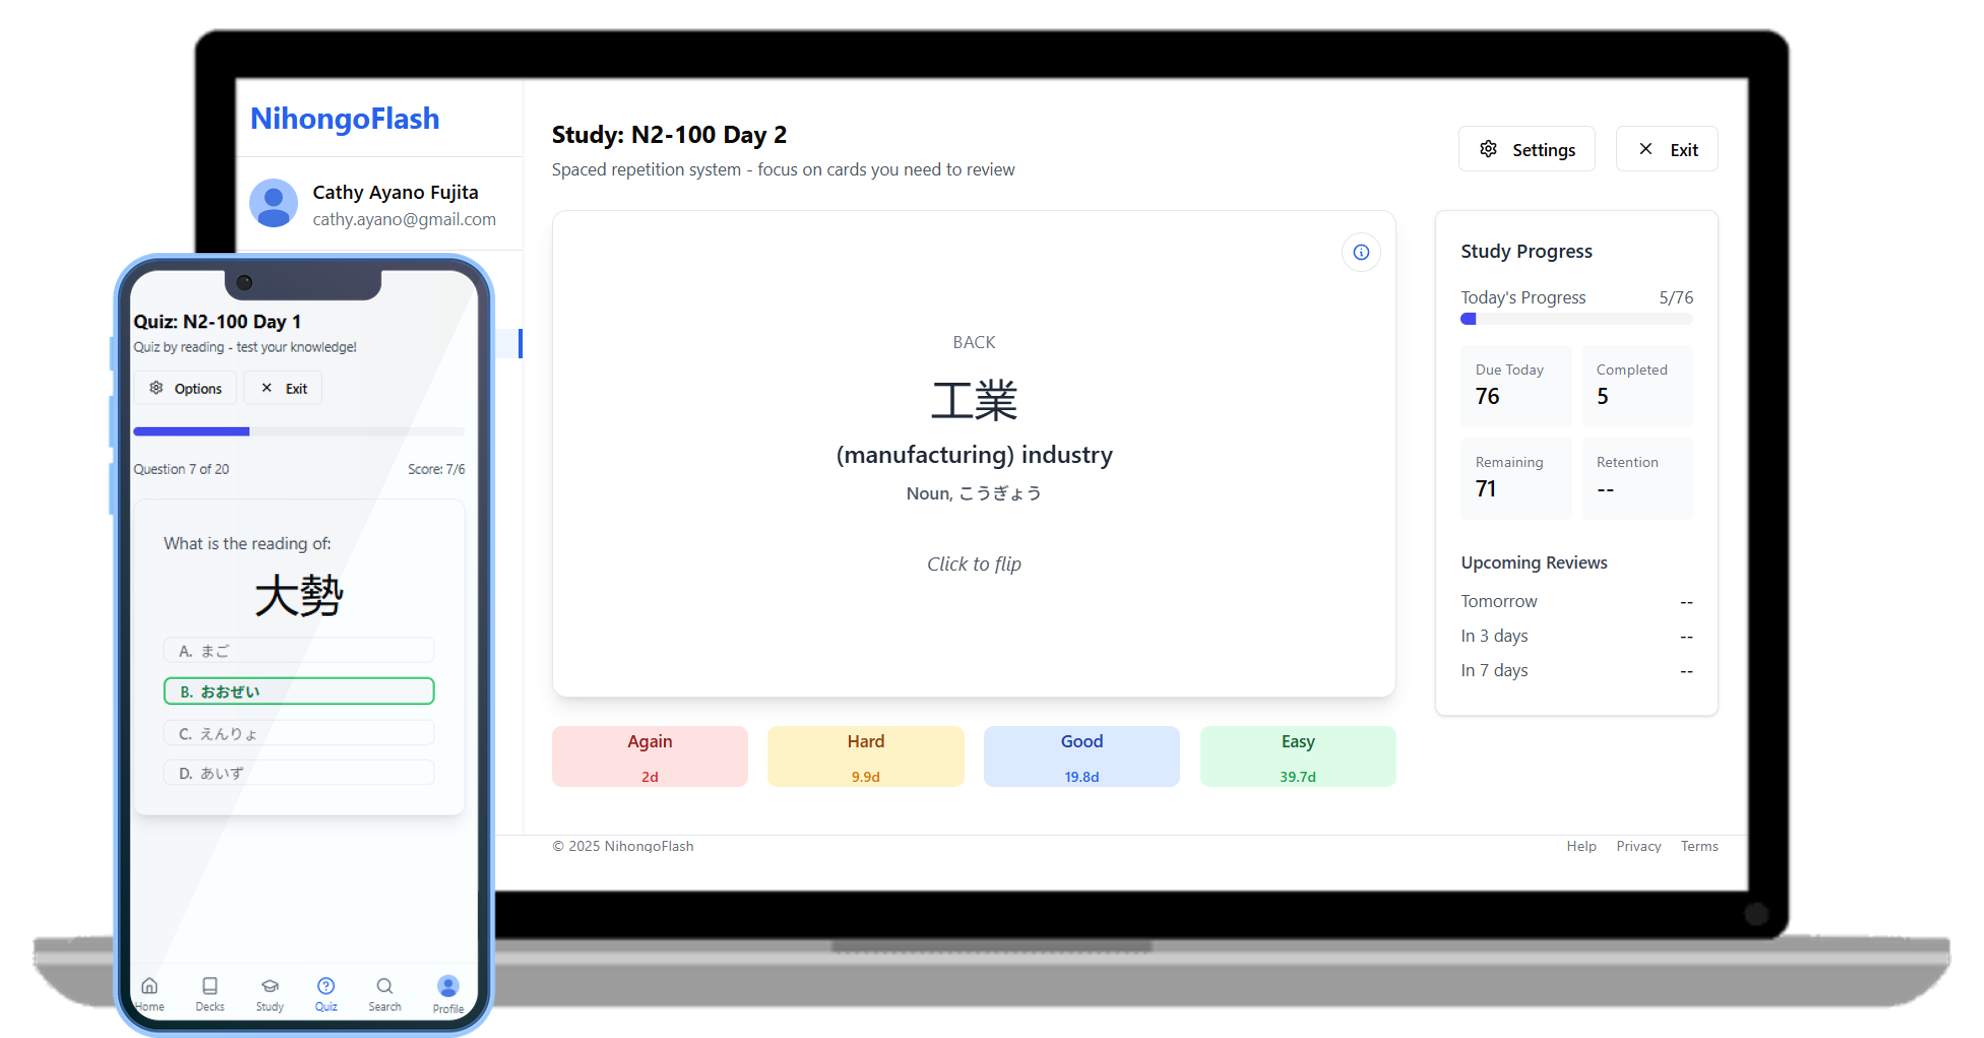 NihongoFlash
Cathy Ayano Fujita
cathy.ayano@gmail.com
Study: N2-100 Day 2
Spaced repetition system - focus on cards you need to review
Settings
Exit
BACK
工業
(manufacturing) industry
Noun, こうぎょう
Click to flip
Again
2d
Hard
9.9d
Good
19.8d
Easy
39.7d
Study Progress
Today's Progress 5/76
Due Today
76
Completed
5
Remaining
71
Retention
--
Upcoming Reviews
Tomorrow --
In 3 days --
In 7 days --
© 2025 NihongoFlash
Help Privacy Terms
Quiz: N2-100 Day 1
Quiz by reading - test your knowledge!
Options
Exit
Question 7 of 20 Score: 7/6
What is the reading of:
大勢
A. まご
B. おおぜい
C. えんりょ
D. あいず
Home Decks Study Quiz Search Profile